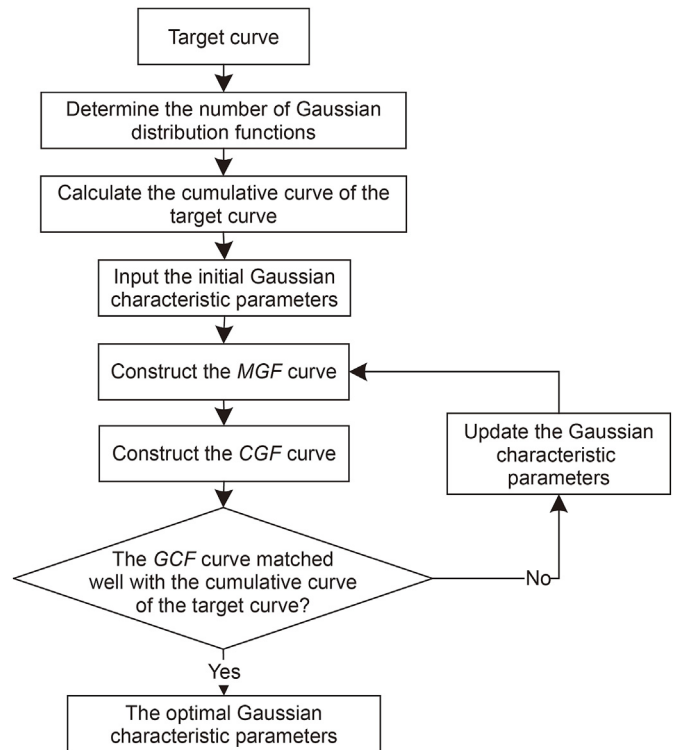 Target curve
Determine the number of Gaussian
distribution functions
Calculate the cumulative curve of the
target curve
Input the initial Gaussian
characteristic parameters
Construct the MGF curve
Construct the CGF curve
Update the Gaussian
characteristic
parameters
The GCF curve matched
well with the cumulative curve
of the target curve?
No
Yes
The optimal Gaussian
characteristic parameters